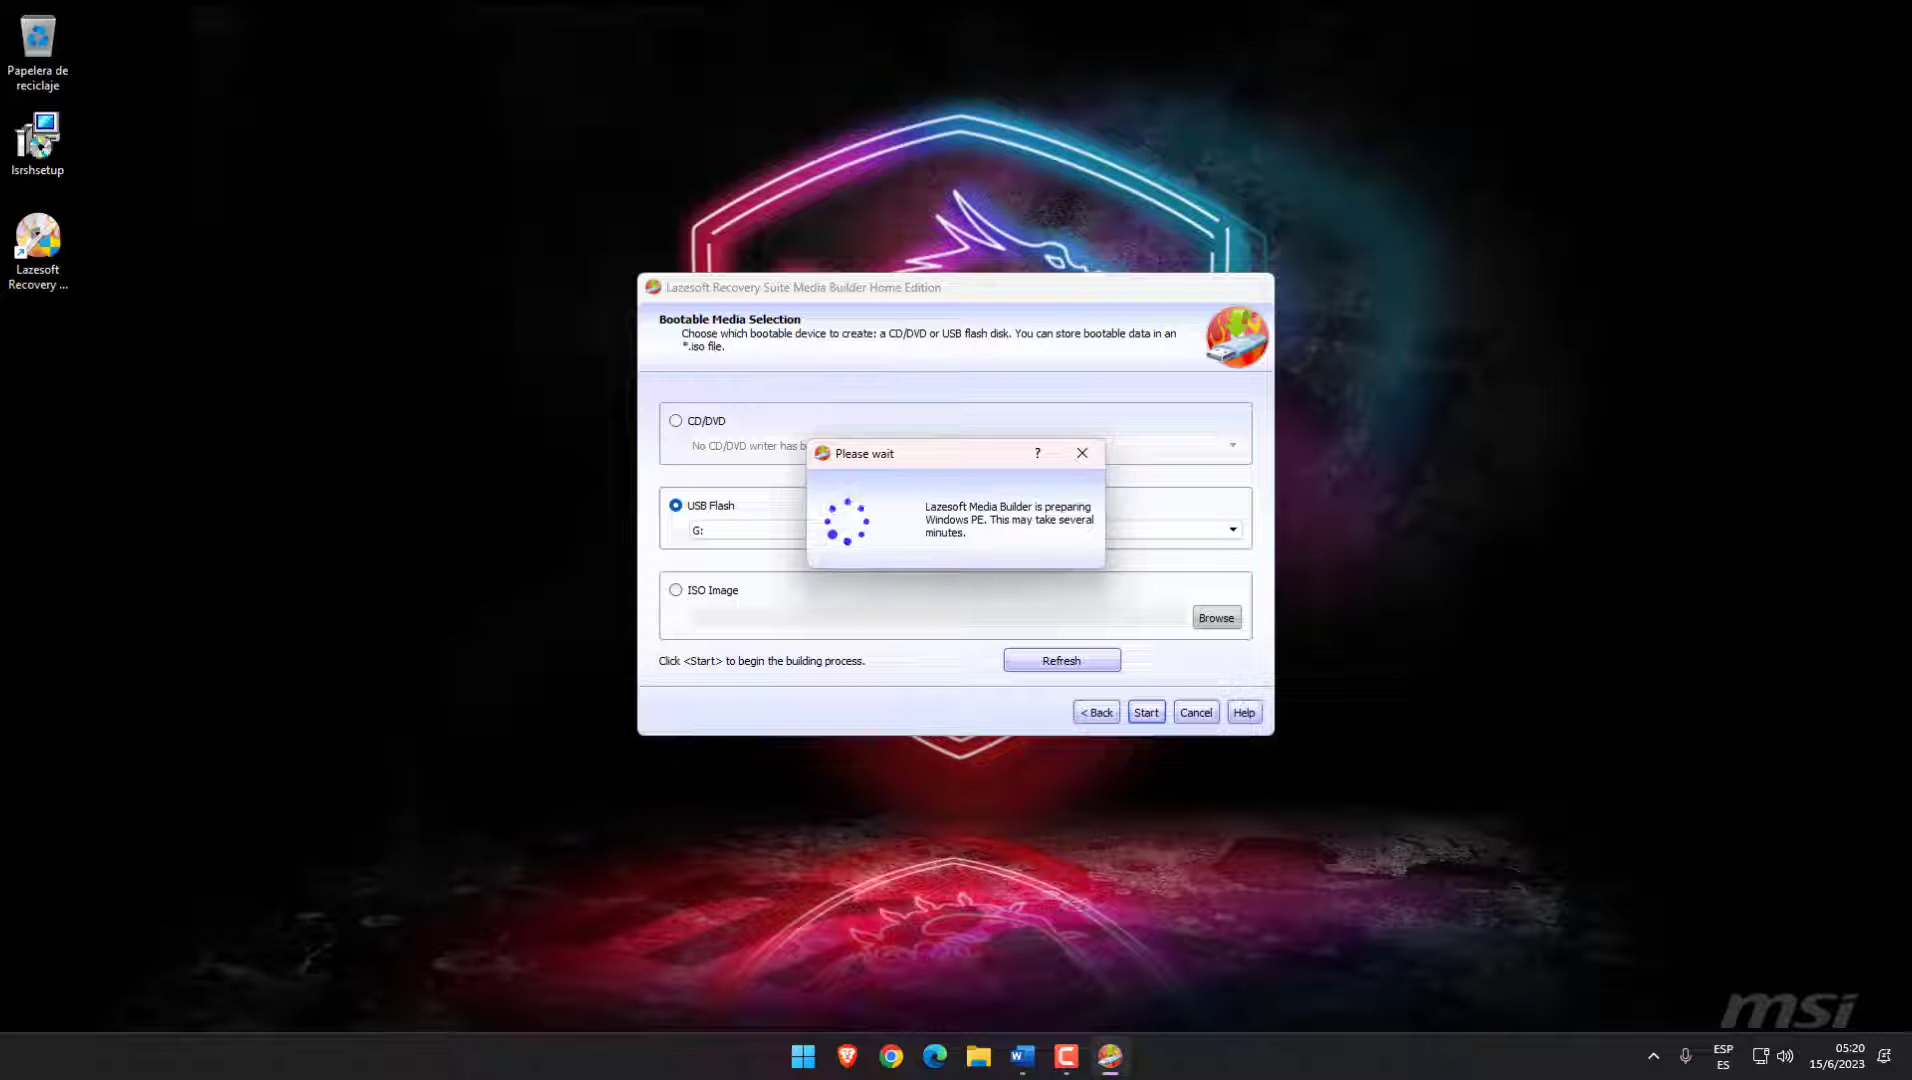 Papelera de
reciclaje
lsrshsetup
Lazesoft
Recovery ...
Lazesoft Recovery Suite Media Builder Home Edition
Bootable Media Selection
Choose which bootable device to create: a CD/DVD or USB flash disk. You can store bootable data in an
*.iso file.
CD/DVD
No CD/DVD writer has b
Please wait
?
USB Flash
G:
Lazesoft Media Builder is preparing
Windows PE. This may take several
minutes.
ISO Image
Browse
Click <Start> to begin the building process.
Refresh
< Back
Start
Cancel
Help
msi
ESP
ES
05:20
15/6/2023